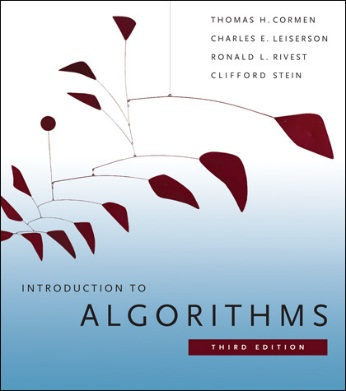 THOMAS H. CORMEN
CHARLES E. LEISERSON
RONALD L. RIVEST
CLIFFORD STEIN
INTRODUCTION TO
ALGORITHMS
THIRD EDITION